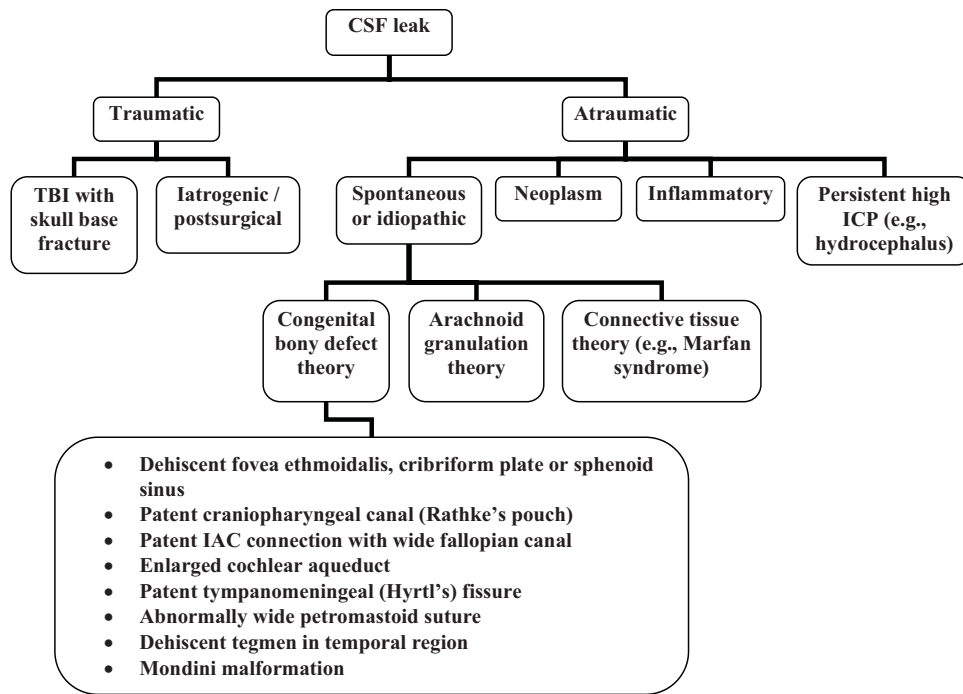 CSF leak
Traumatic
Atraumatic
TBI with
skull base
fracture
Iatrogenic /
postsurgical
Spontaneous
or idiopathic
Neoplasm
Inflammatory
Persistent high
ICP (e.g.,
hydrocephalus)
Congenital
bony defect
theory
Arachnoid
granulation
theory
Connective tissue
theory (e.g., Marfan
syndrome)
• Dehiscent fovea ethmoidalis, cribriform plate or sphenoid
sinus
• Patent craniopharyngeal canal (Rathke's pouch)
• Patent IAC connection with wide fallopian canal
• Enlarged cochlear aqueduct
• Patent tympanomeningeal (Hyrtl's) fissure
• Abnormally wide petromastoid suture
• Dehiscent tegmen in temporal region
• Mondini malformation